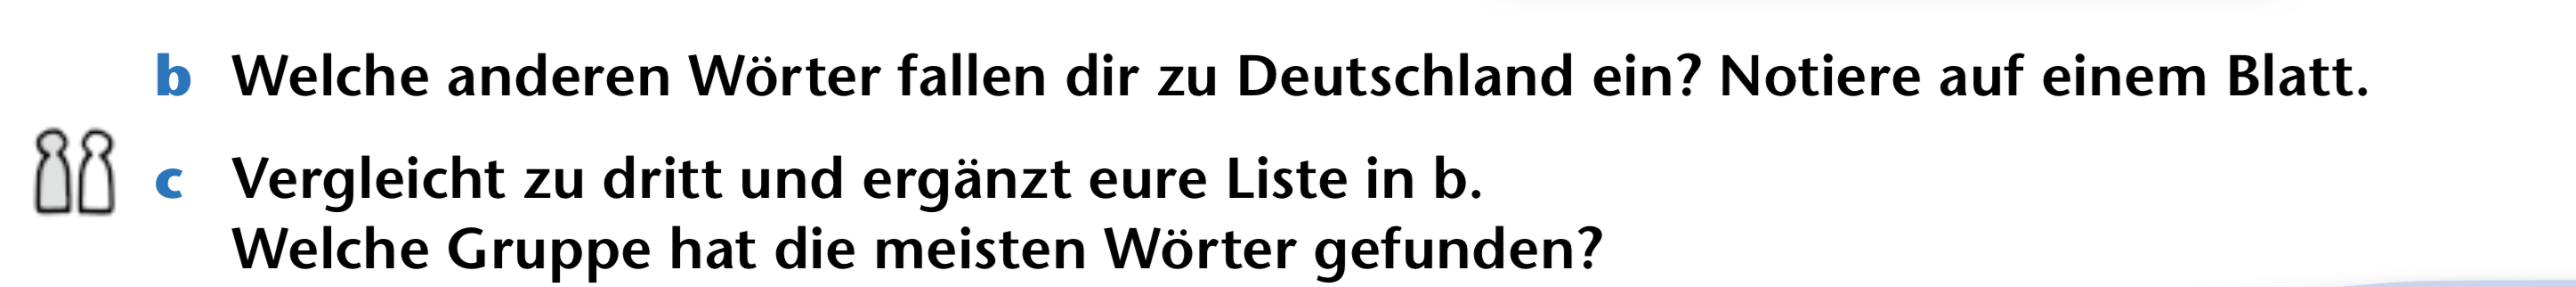 b Welche anderen Wörter fallen dir zu Deutschland ein? Notiere auf einem Blatt.
c Vergleicht zu dritt und ergänzt eure Liste in b.
Welche Gruppe hat die meisten Wörter gefunden?